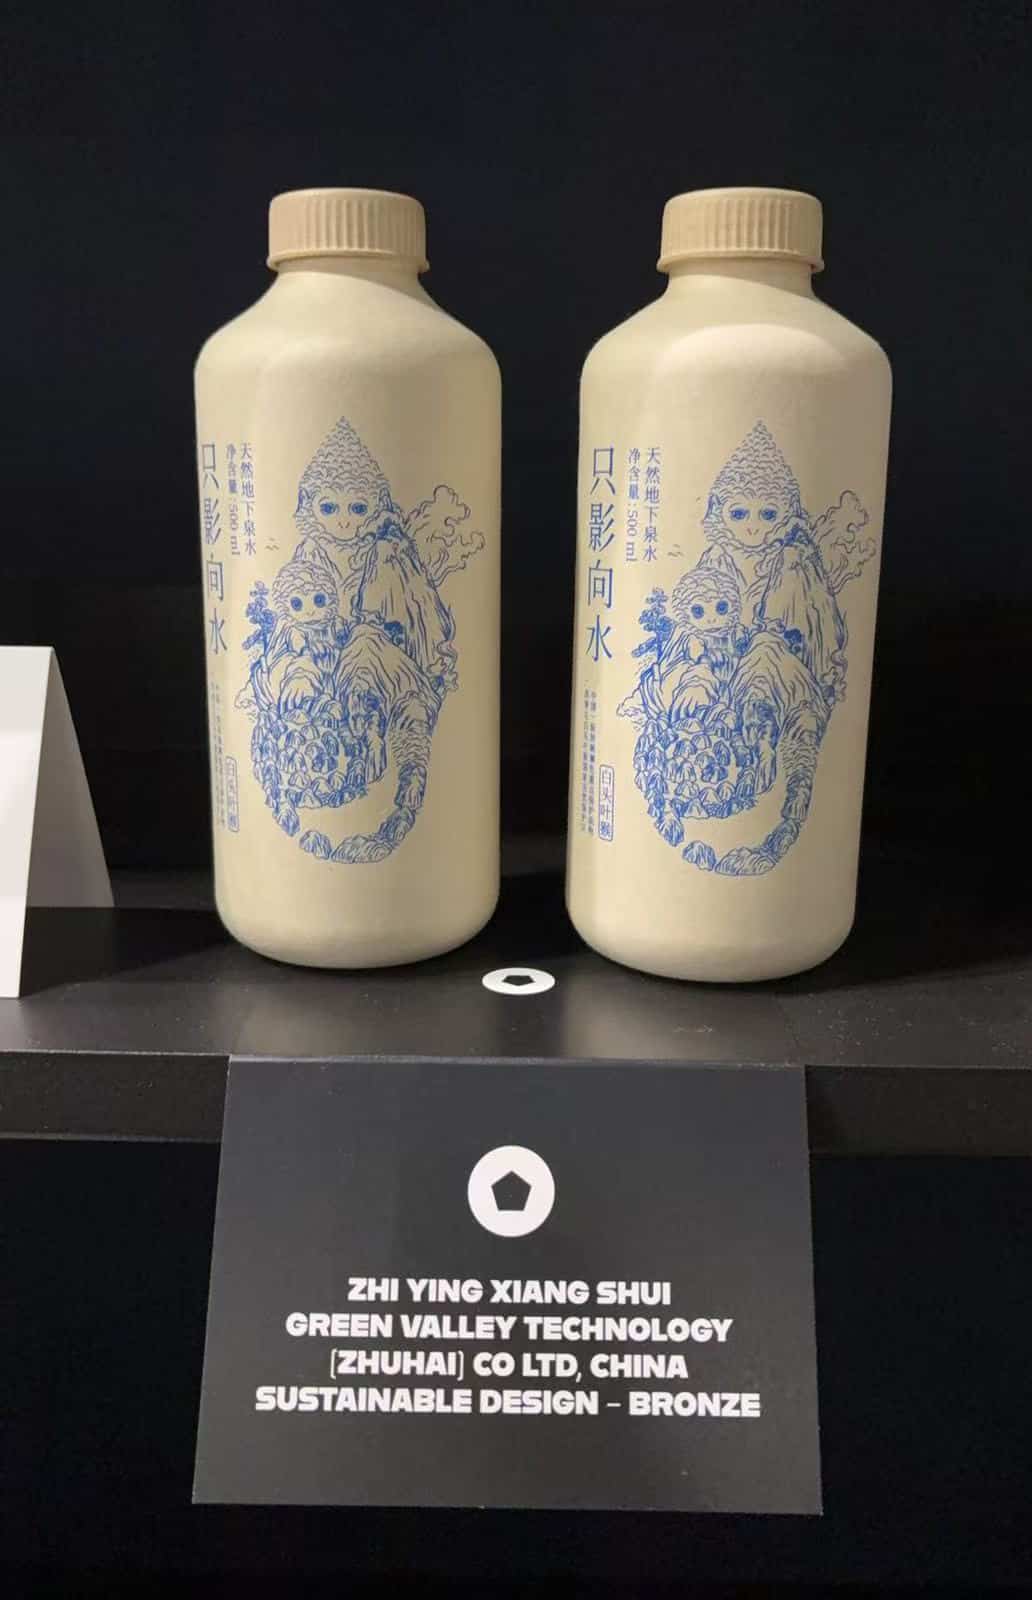 只影向水
天然地下泉水
净含量:500 ml
白头叶猴
只影向水
天然地下泉水
净含量:500 ml
白头叶猴
ZHI YING XIANG SHUI
GREEN VALLEY TECHNOLOGY
(ZHUHAI) CO LTD, CHINA
SUSTAINABLE DESIGN – BRONZE